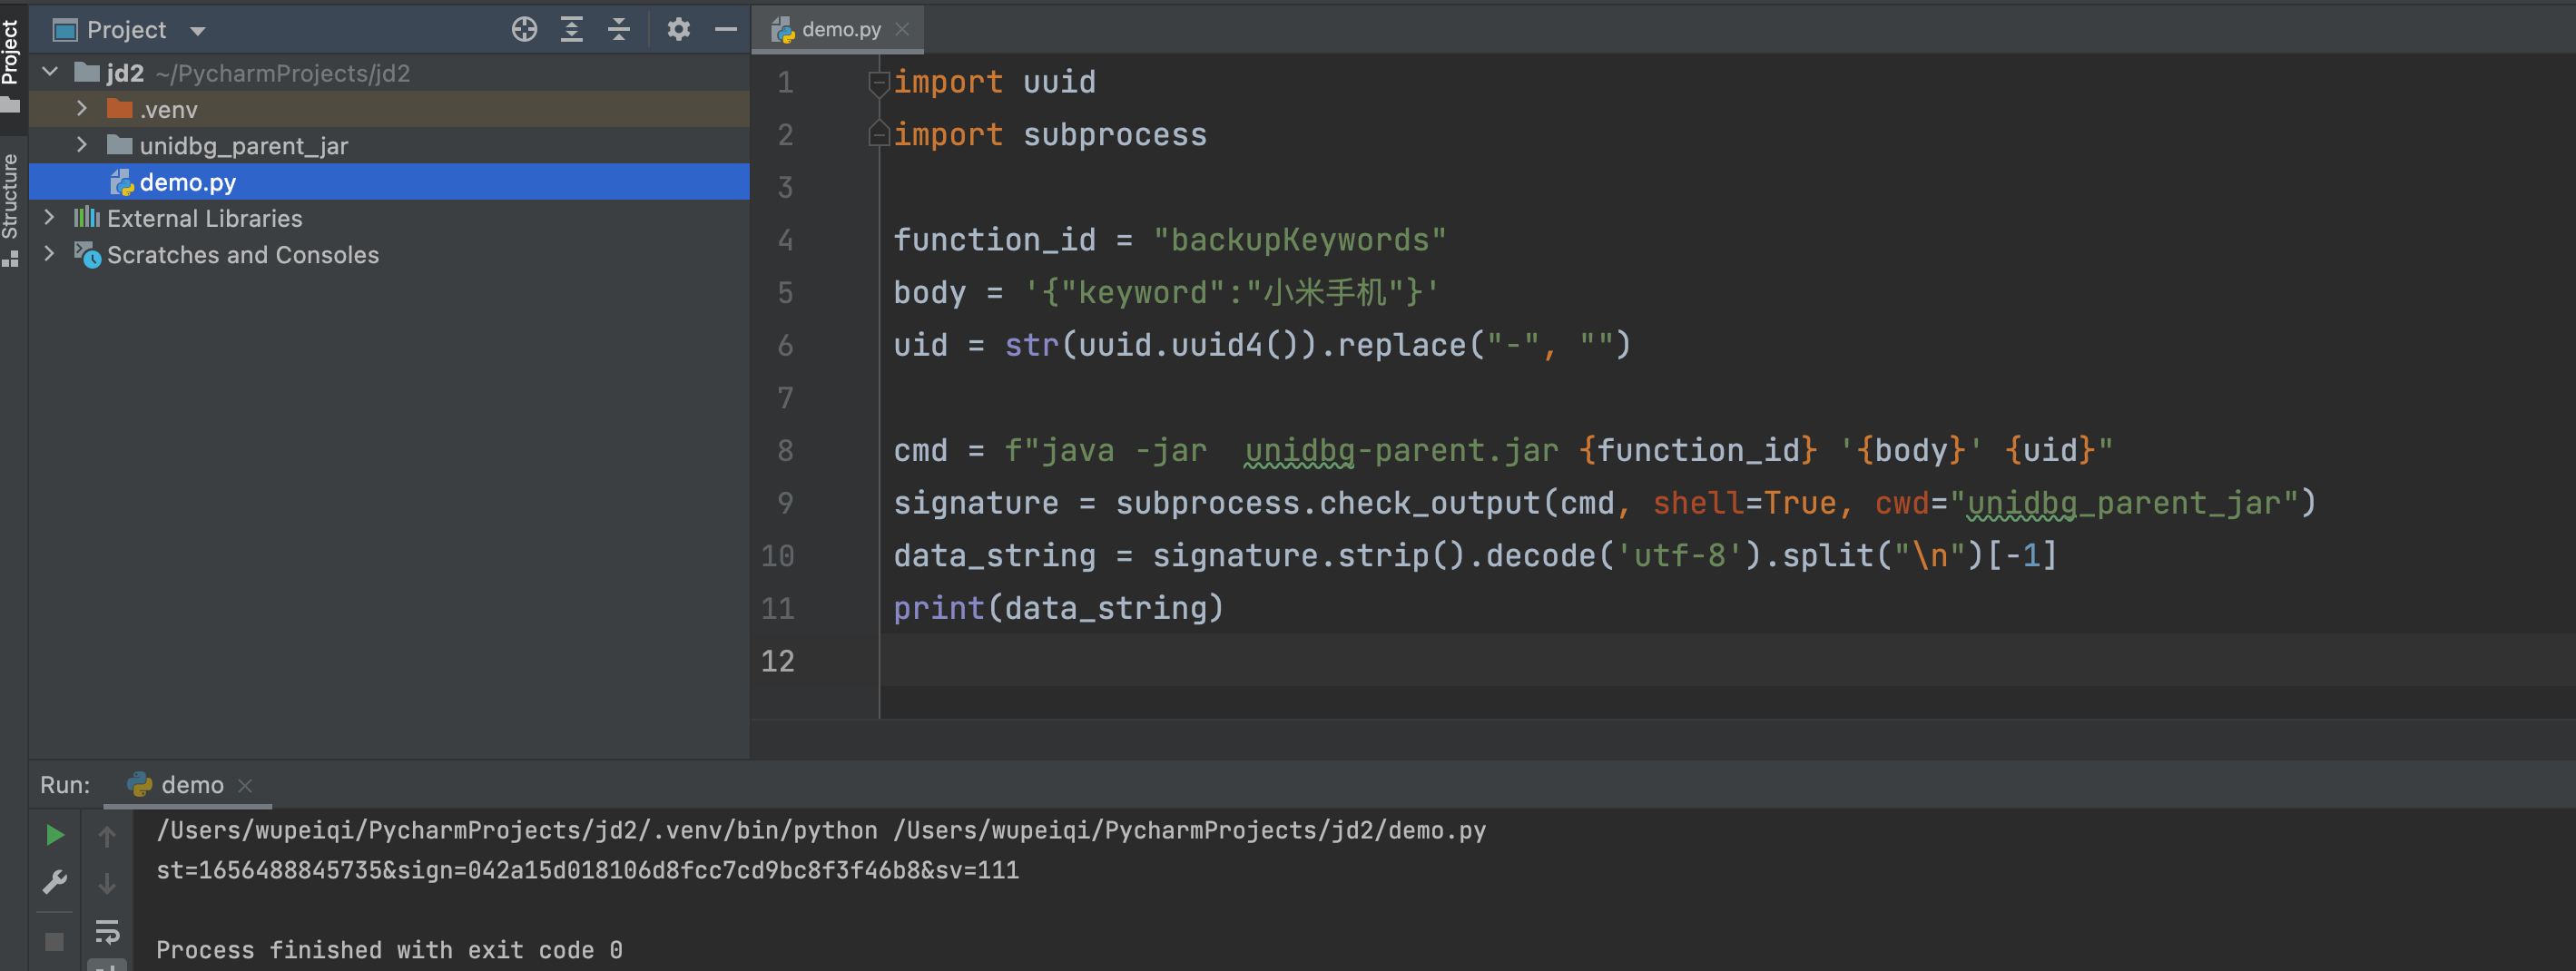 Project
Structure
Project
jd2 ~/PycharmProjects/jd2
.venv
unidbg_parent_jar
demo.py
External Libraries
Scratches and Consoles
demo.py
1 import uuid
2 import subprocess
3
4 function_id = "backupKeywords"
5 body = '{"keyword":"小米手机"}'
6 uid = str(uuid.uuid4()).replace("-", "")
7
8 cmd = f"java -jar  unidbg-parent.jar {function_id} '{body}' {uid}"
9 signature = subprocess.check_output(cmd, shell=True, cwd="unidbg_parent_jar")
10 data_string = signature.strip().decode('utf-8').split("\n")[-1]
11 print(data_string)
12
Run: demo
/Users/wupeiqi/PycharmProjects/jd2/.venv/bin/python /Users/wupeiqi/PycharmProjects/jd2/demo.py
st=1656488845735&sign=042a15d018106d8fcc7cd9bc8f3f46b8&sv=111
Process finished with exit code 0